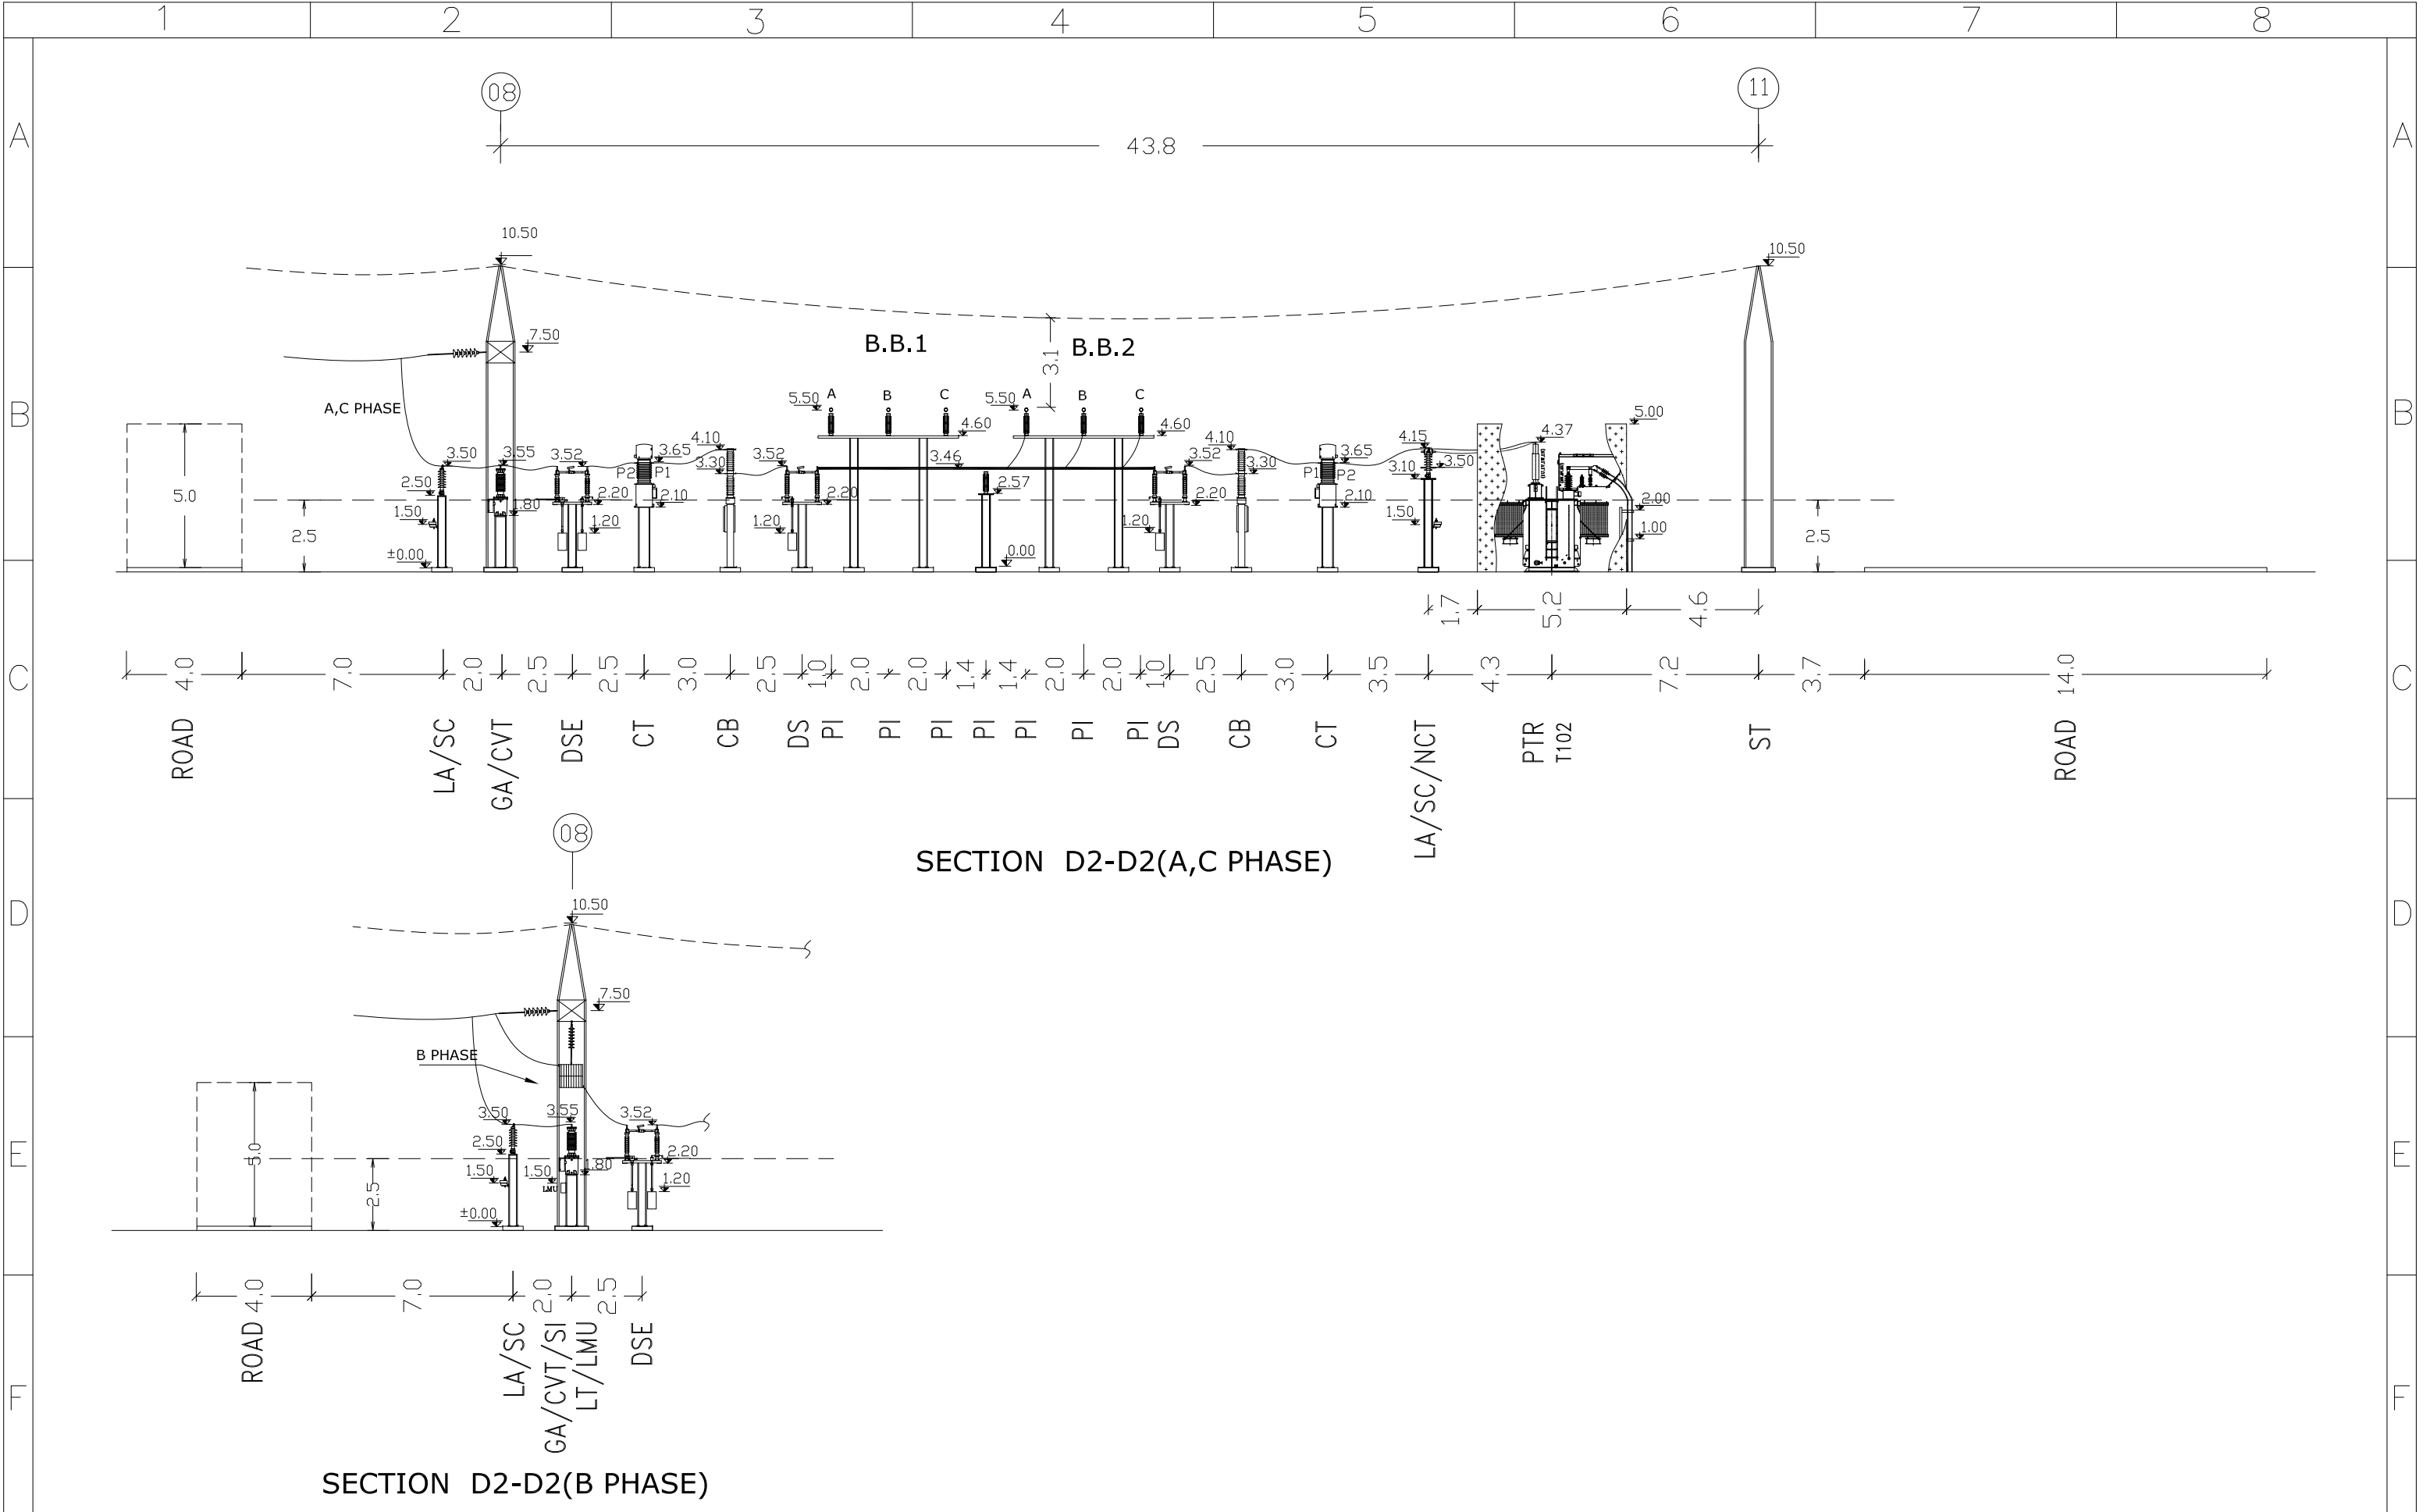 1 2 3 4 5 6 7 8
A A
08 11
43.8
10.50 10.50
B B
7.50
B.B.1 B.B.2
3.1
A,C PHASE
5.50 A B C 5.50 A B C
4.60 4.60
5.00
3.50 3.55 3.52 P2 P1 3.65 4.10 3.30 3.52 3.46 3.52 4.10 3.30 P1 P2 3.65 4.15 3.10 3.50 4.37
5.0 2.50 2.20 2.10 2.20 2.57 2.20 2.10 2.00
1.50 1.80 1.20 1.20 1.20 1.50 1.00
2.5 ±0.00 0.00 2.5
1.7 5.2 4.6
C C
4.0 7.0 2.0 2.5 2.5 3.0 2.5 1.0 2.0 2.0 1.4 1.4 2.0 2.0 1.0 2.5 3.0 3.5 4.3 7.2 3.7 14.0
ROAD LA/SC GA/CVT DSE CT CB DS PI PI PI PI PI PI PI DS CB CT LA/SC/NCT PTR T102 ST ROAD
SECTION D2-D2(A,C PHASE)
08
D D
10.50
7.50
B PHASE
E E
3.50 3.55 3.52
5.0 2.50 2.20
2.5 1.50 1.50 1.80 1.20
LMU
±0.00
4.0 7.0 2.0 2.5
ROAD LA/SC GA/CVT/SI LT/LMU DSE
F F
SECTION D2-D2(B PHASE)